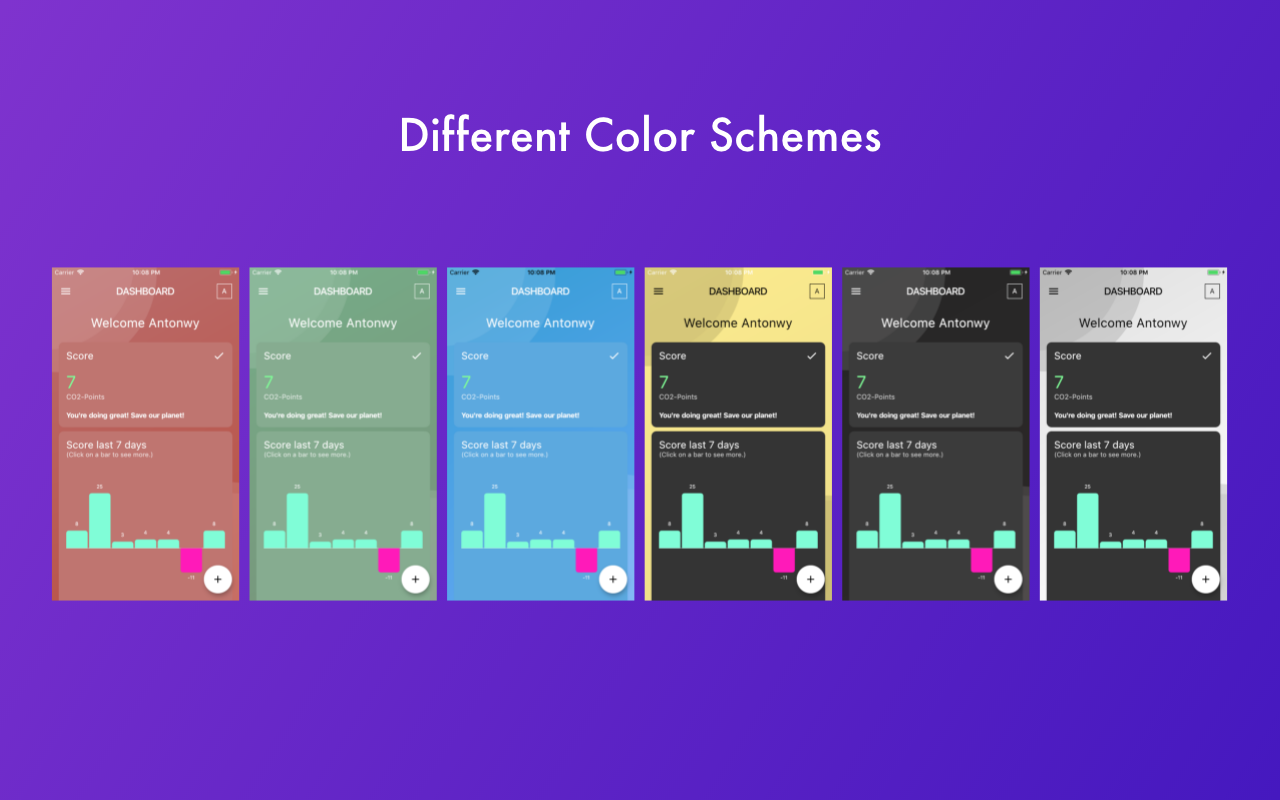 Different Color Schemes
Carrier 10:08 PM
DASHBOARD A
Welcome Antonwy
Score
7
CO2-Points
You're doing great! Save our planet!
Score last 7 days
(Click on a bar to see more.)
25
8 3 4 4 8
-11
+
Carrier 10:08 PM
DASHBOARD A
Welcome Antonwy
Score
7
CO2-Points
You're doing great! Save our planet!
Score last 7 days
(Click on a bar to see more.)
25
8 3 4 4 8
-11
+
Carrier 10:08 PM
DASHBOARD A
Welcome Antonwy
Score
7
CO2-Points
You're doing great! Save our planet!
Score last 7 days
(Click on a bar to see more.)
25
8 3 4 4 8
-11
+
Carrier 10:08 PM
DASHBOARD A
Welcome Antonwy
Score
7
CO2-Points
You're doing great! Save our planet!
Score last 7 days
(Click on a bar to see more.)
25
8 3 4 4 8
-11
+
Carrier 10:08 PM
DASHBOARD A
Welcome Antonwy
Score
7
CO2-Points
You're doing great! Save our planet!
Score last 7 days
(Click on a bar to see more.)
25
8 3 4 4 8
-11
+
Carrier 10:08 PM
DASHBOARD A
Welcome Antonwy
Score
7
CO2-Points
You're doing great! Save our planet!
Score last 7 days
(Click on a bar to see more.)
25
8 3 4 4 8
-11
+